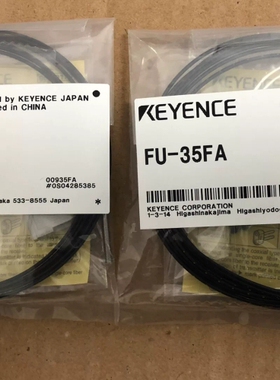 d by KEYENCE JAPAN
ed in CHINA
00935FA
#0S04285385
ka 533-8555 Japan
*
KEYENCE
FU-35FA
KEYENCE CORPORATION
1-3-14 Higashinakajima Higashiyodo